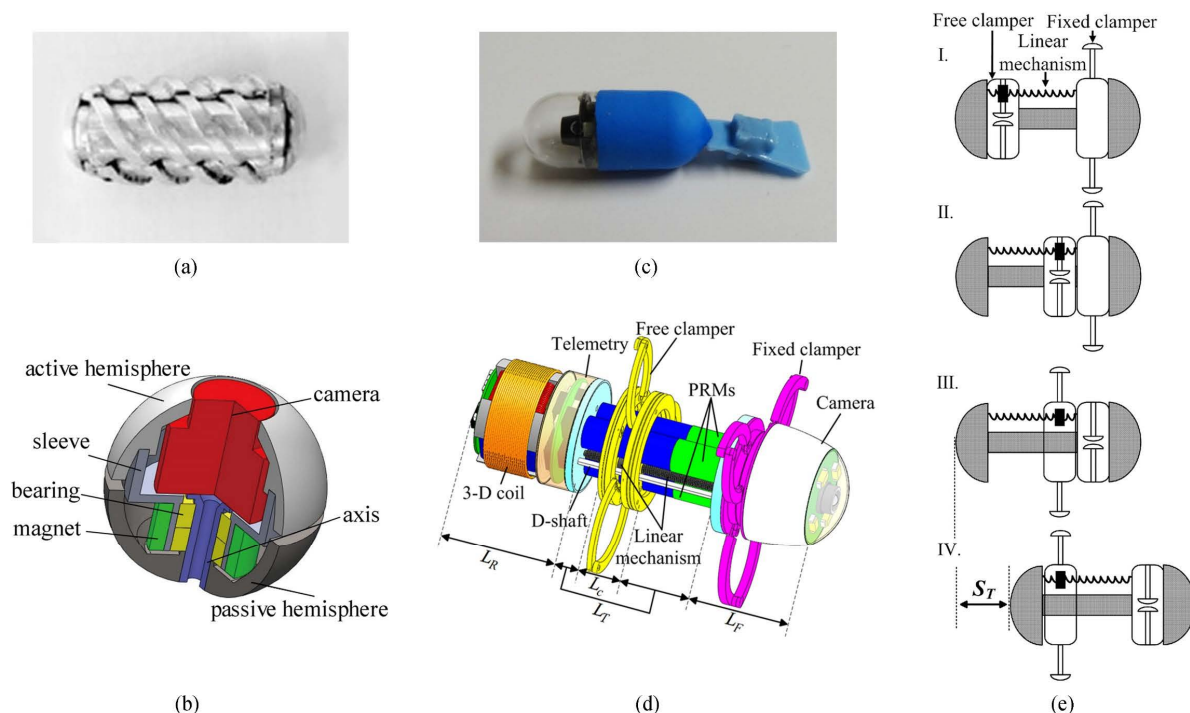 (a)
(c)
active hemisphere
sleeve
bearing
magnet
camera
axis
passive hemisphere
(b)
Telemetry
Free clamper
PRMs
Fixed clamper
Camera
3-D coil
D-shaft
Linear
mechanism
L_R
L_c
L_T
L_F
(d)
Free clamper
Fixed clamper
Linear
mechanism
I.
II.
III.
IV.
S_T
(e)